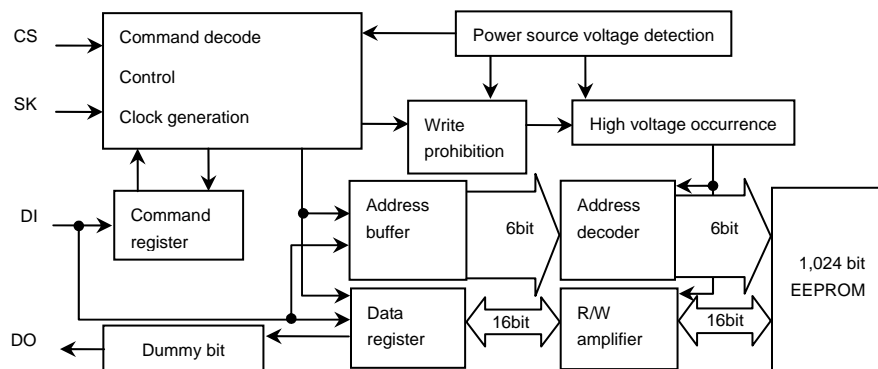 CS
Command decode
Power source voltage detection
Control
SK
Clock generation
Write
prohibition
High voltage occurrence
DI
Command
register
Address
buffer
6bit
Address
decoder
6bit
1,024 bit
EEPROM
DO
Dummy bit
Data
register
16bit
R/W
amplifier
16bit